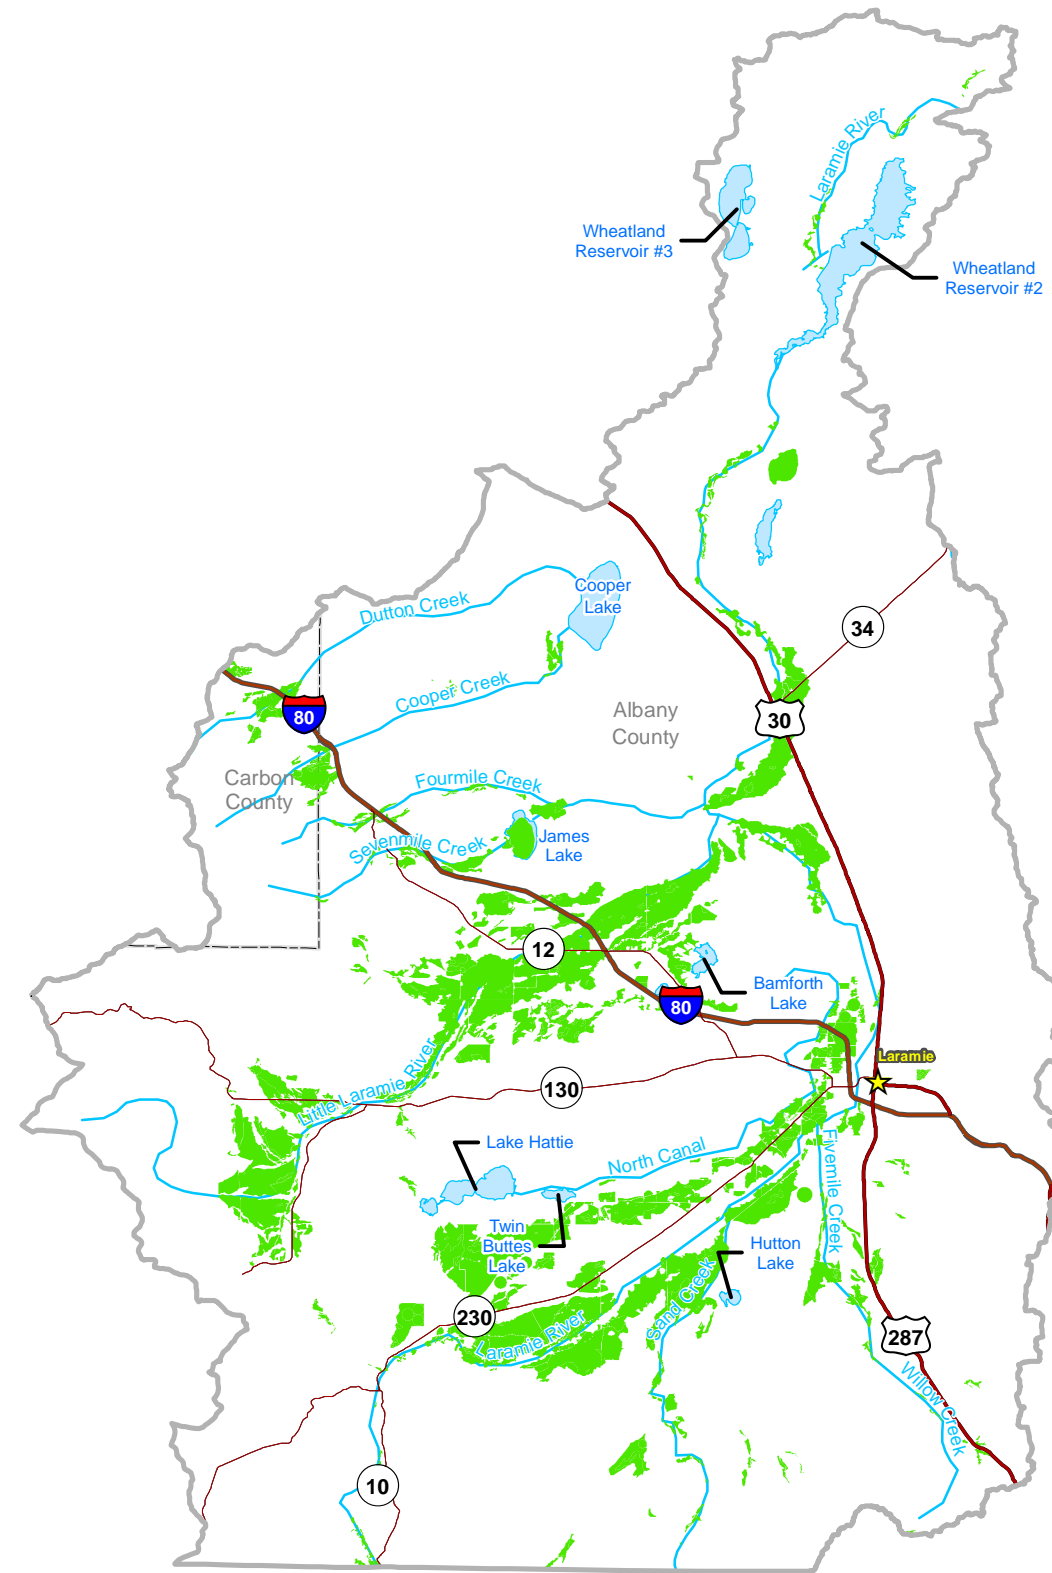 Laramie River
Wheatland
Reservoir #3
Wheatland
Reservoir #2
Cooper
Lake
Dutton Creek
34
Cooper Creek
80
Albany
County
30
Carbon
County
Fourmile Creek
Sevenmile Creek
James
Lake
12
Bamforth
Lake
80
Laramie
Little Laramie River
130
Lake Hattie
North Canal
Fivemile Creek
Twin
Buttes
Lake
Hutton
Lake
Sand Creek
230
Laramie River
287
Willow Creek
10